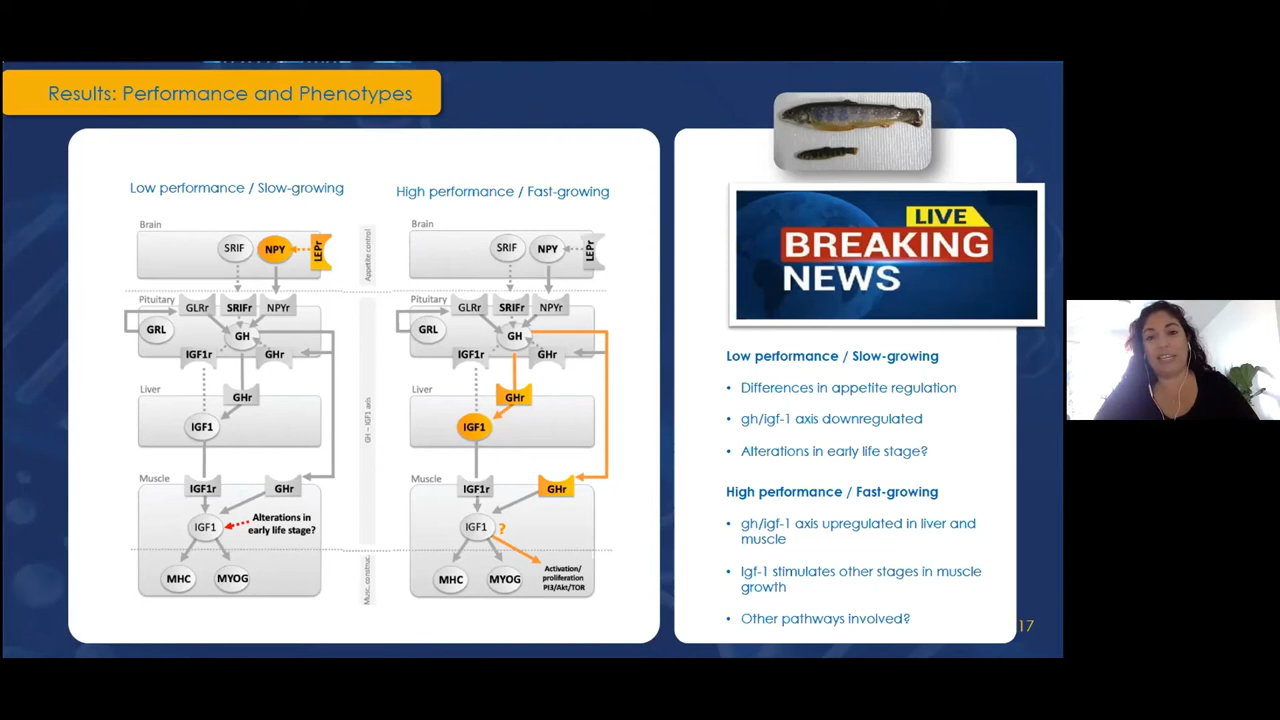 Results: Performance and Phenotypes
Low performance / Slow-growing
Brain
SRIF
NPY
LEPr
Pituitary
GLRr
SRIFr
NPYr
GRL
GH
IGF1r
GHr
Liver
GHr
IGF1
Muscle
IGF1r
GHr
IGF1
Alterations in
early life stage?
MHC
MYOG
Appetite control
GH – IGF1 axis
Musc. construc.
High performance / Fast-growing
Brain
SRIF
NPY
LEPr
Pituitary
GLRr
SRIFr
NPYr
GRL
GH
IGF1r
GHr
Liver
GHr
IGF1
Muscle
IGF1r
GHr
IGF1
?
MHC
MYOG
Activation/
proliferation
PI3/Akt/TOR
LIVE
BREAKING
NEWS
Low performance / Slow-growing
• Differences in appetite regulation
• gh/igf-1 axis downregulated
• Alterations in early life stage?
High performance / Fast-growing
• gh/igf-1 axis upregulated in liver and
muscle
• Igf-1 stimulates other stages in muscle
growth
• Other pathways involved?
17